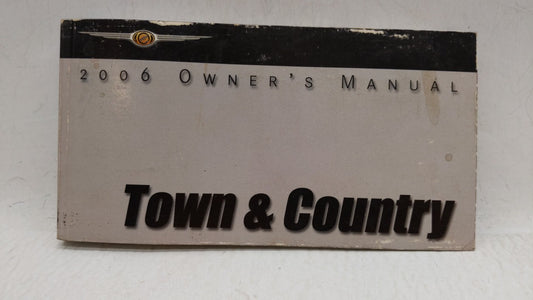 2006 OWNER'S MANUAL
Town & Country